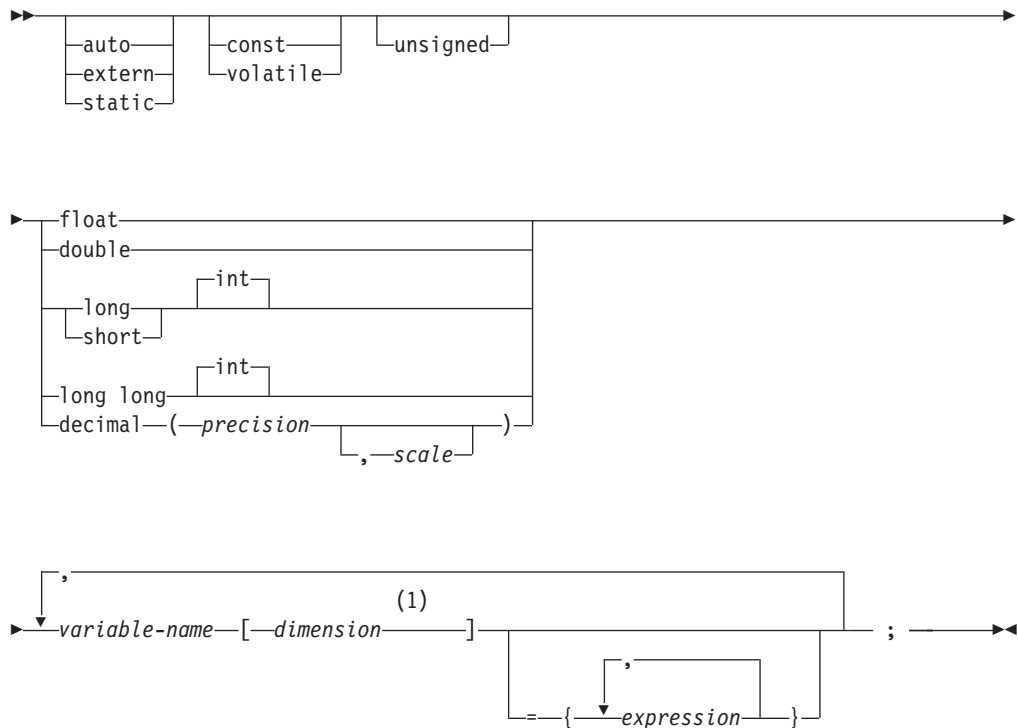 auto const unsigned
extern volatile
static
float
double
int
long
short
int
long long
decimal ( precision )
, scale
,
(1)
variable-name [ dimension ] ;
,
= { expression }